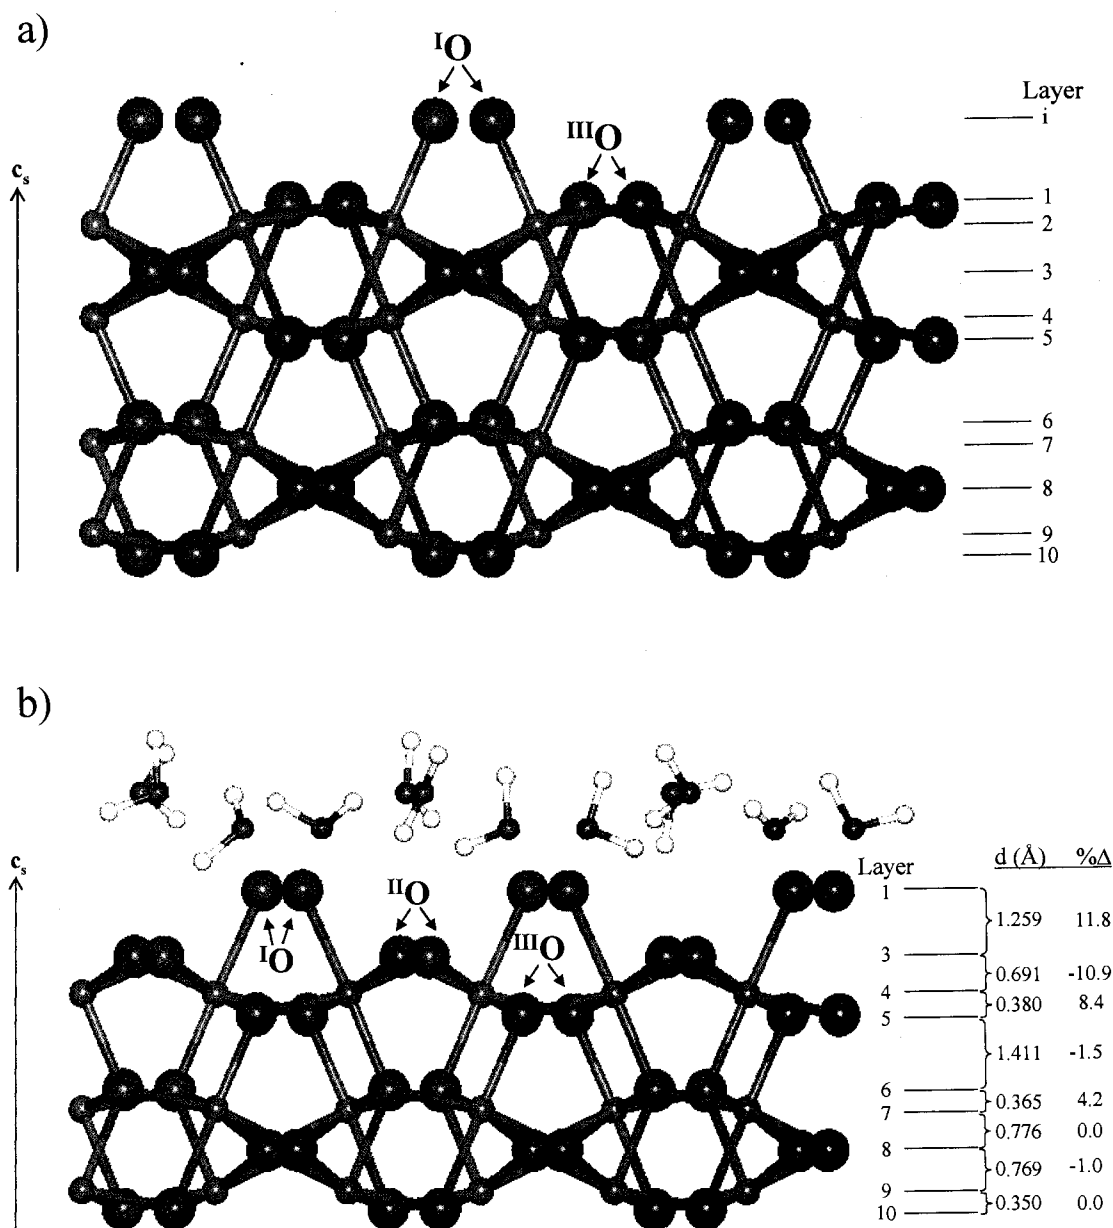 a)
ᴵO
Layer
i
ᴵᴵᴵO
cₛ
1
2
3
4
5
6
7
8
9
10
b)
cₛ
Layer d (Å) %Δ
1
ᴵᴵO
1.259 11.8
ᴵO
ᴵᴵᴵO
3
0.691 -10.9
4
0.380 8.4
5
1.411 -1.5
6
0.365 4.2
7
0.776 0.0
8
0.769 -1.0
9
0.350 0.0
10